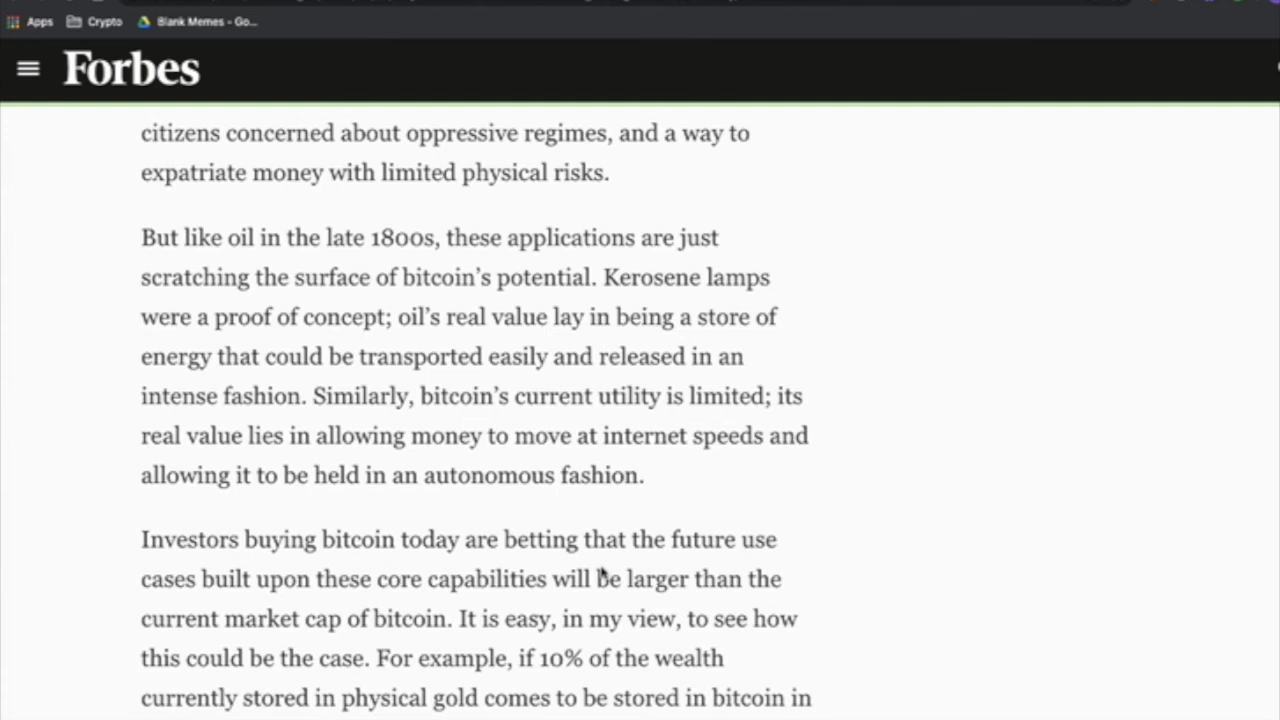 Apps Crypto Blank Memes - Go...
Forbes
citizens concerned about oppressive regimes, and a way to
expatriate money with limited physical risks.
But like oil in the late 1800s, these applications are just
scratching the surface of bitcoin’s potential. Kerosene lamps
were a proof of concept; oil’s real value lay in being a store of
energy that could be transported easily and released in an
intense fashion. Similarly, bitcoin’s current utility is limited; its
real value lies in allowing money to move at internet speeds and
allowing it to be held in an autonomous fashion.
Investors buying bitcoin today are betting that the future use
cases built upon these core capabilities will be larger than the
current market cap of bitcoin. It is easy, in my view, to see how
this could be the case. For example, if 10% of the wealth
currently stored in physical gold comes to be stored in bitcoin in